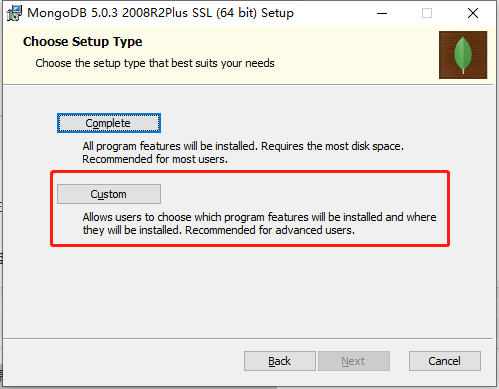 MongoDB 5.0.3 2008R2Plus SSL (64 bit) Setup
Choose Setup Type
Choose the setup type that best suits your needs
Complete
All program features will be installed. Requires the most disk space.
Recommended for most users.
Custom
Allows users to choose which program features will be installed and where
they will be installed. Recommended for advanced users.
Back
Next
Cancel